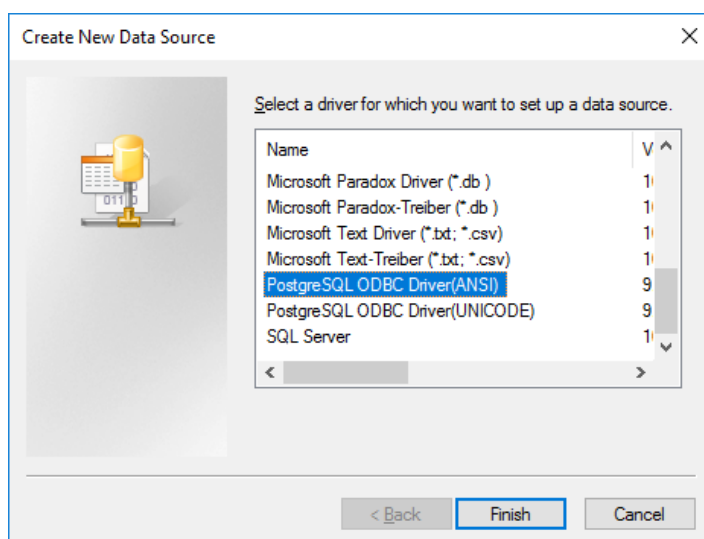 Create New Data Source
Select a driver for which you want to set up a data source.
Name V
Microsoft Paradox Driver (*.db )
Microsoft Paradox-Treiber (*.db )
Microsoft Text Driver (*.txt; *.csv)
Microsoft Text-Treiber (*.txt; *.csv)
PostgreSQL ODBC Driver(ANSI) 9
PostgreSQL ODBC Driver(UNICODE) 9
SQL Server
< Back Finish Cancel